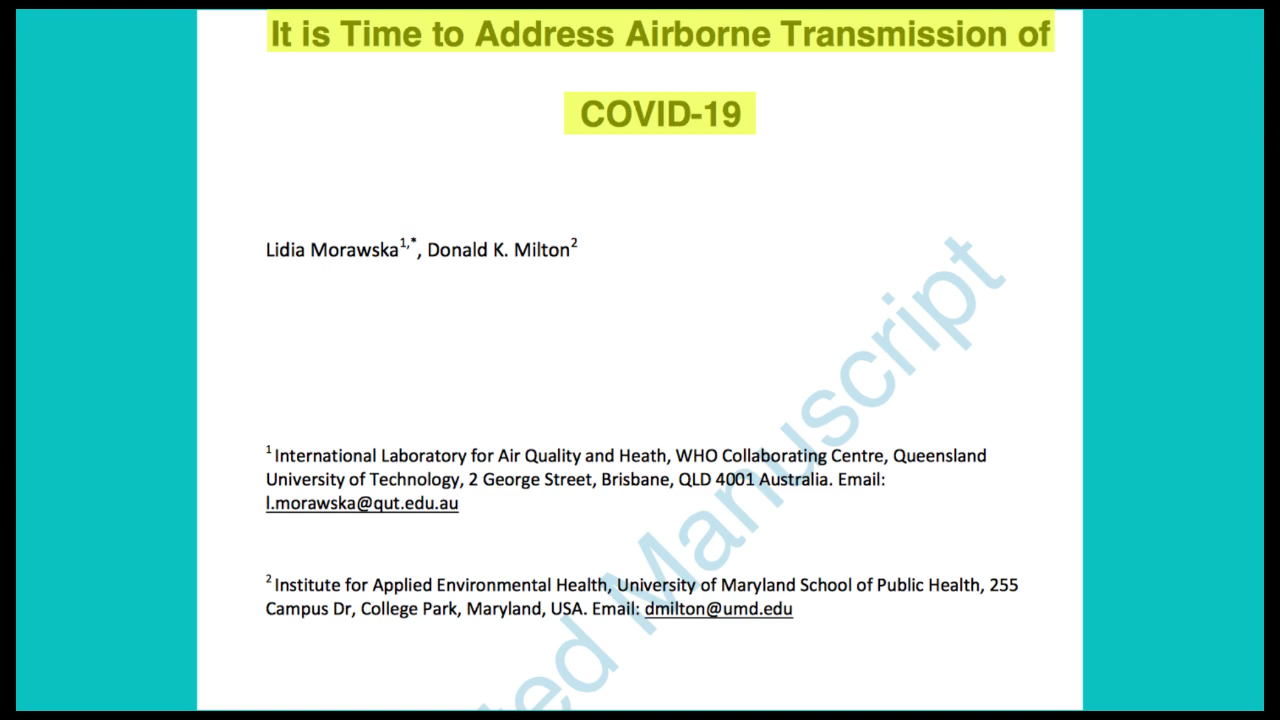 It is Time to Address Airborne Transmission of
COVID-19
Lidia Morawska1,*, Donald K. Milton2
1 International Laboratory for Air Quality and Heath, WHO Collaborating Centre, Queensland
University of Technology, 2 George Street, Brisbane, QLD 4001 Australia. Email:
l.morawska@qut.edu.au
2 Institute for Applied Environmental Health, University of Maryland School of Public Health, 255
Campus Dr, College Park, Maryland, USA. Email: dmilton@umd.edu
ted Manuscript